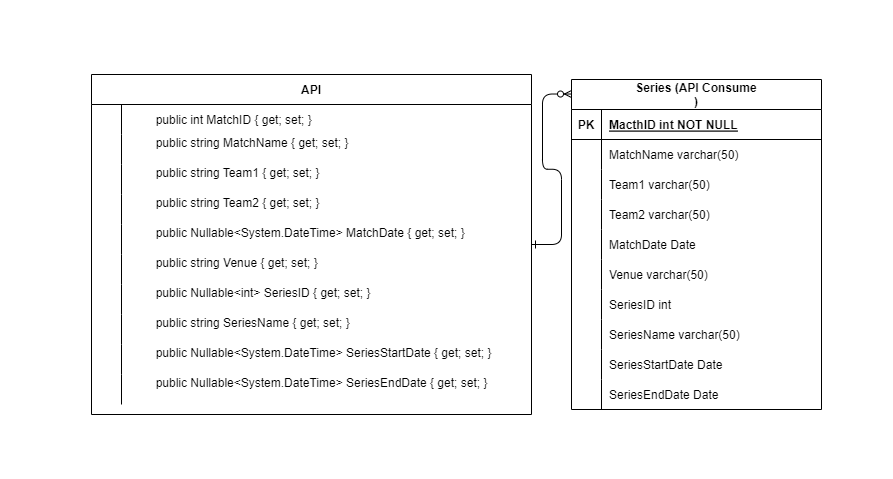 API
public int MatchID { get; set; }
public string MatchName { get; set; }
public string Team1 { get; set; }
public string Team2 { get; set; }
public Nullable<System.DateTime> MatchDate { get; set; }
public string Venue { get; set; }
public Nullable<int> SeriesID { get; set; }
public string SeriesName { get; set; }
public Nullable<System.DateTime> SeriesStartDate { get; set; }
public Nullable<System.DateTime> SeriesEndDate { get; set; }
Series (API Consume
)
PK MacthID int NOT NULL
MatchName varchar(50)
Team1 varchar(50)
Team2 varchar(50)
MatchDate Date
Venue varchar(50)
SeriesID int
SeriesName varchar(50)
SeriesStartDate Date
SeriesEndDate Date